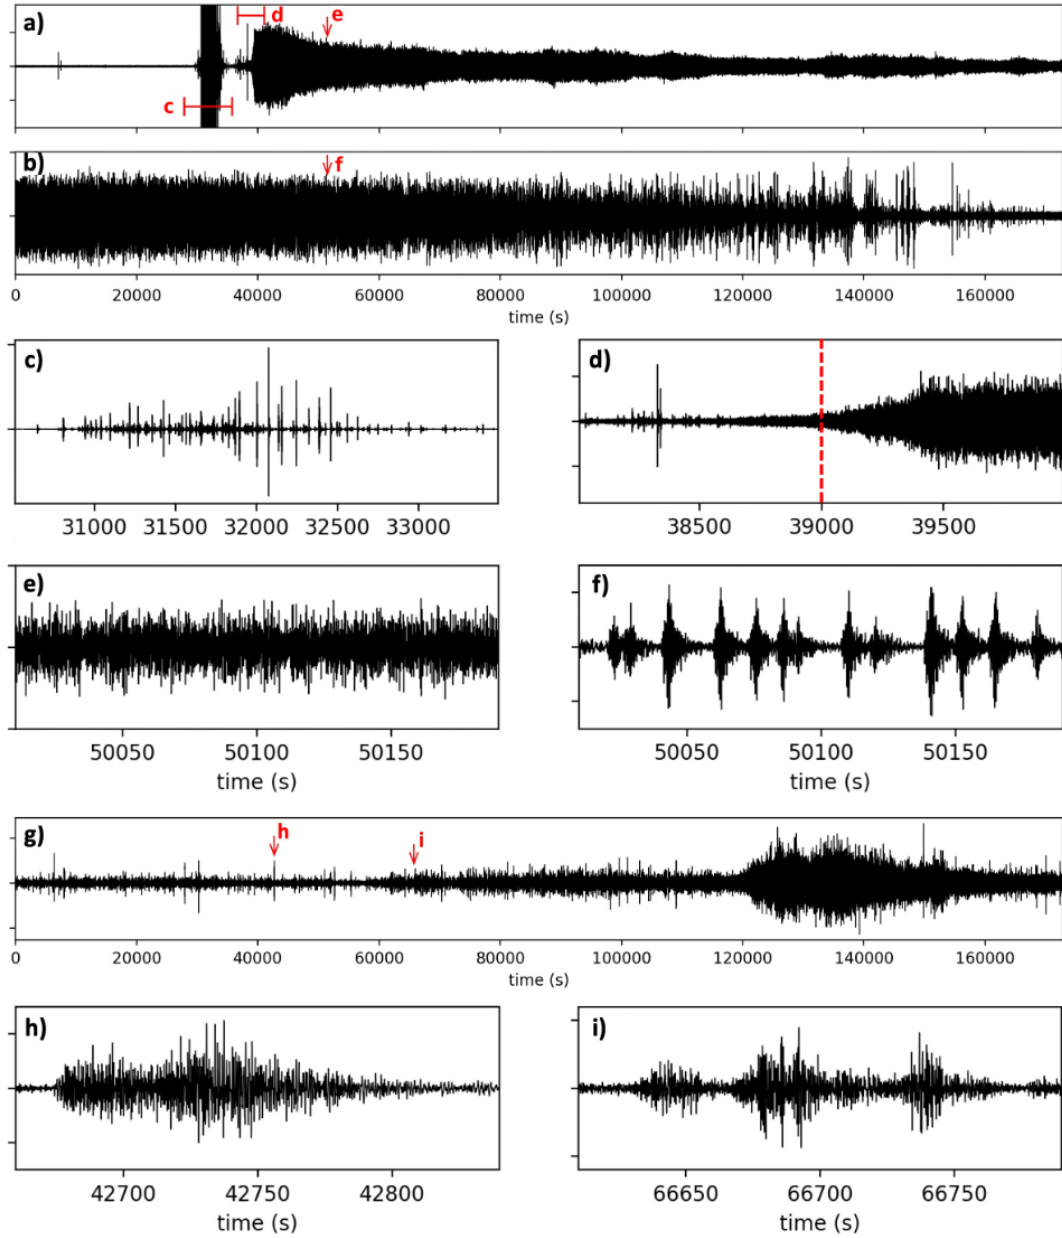 a) d e
c
b) f
0 20000 40000 60000 80000 100000 120000 140000 160000
time (s)
c) d)
31000 31500 32000 32500 33000 38500 39000 39500
e) f)
50050 50100 50150 50050 50100 50150
time (s) time (s)
g) h i
0 20000 40000 60000 80000 100000 120000 140000 160000
time (s)
h) i)
42700 42750 42800 66650 66700 66750
time (s) time (s)